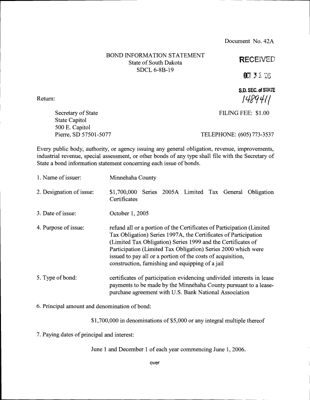 Document No. 42A
BOND INFORMATION STATEMENT
State of South Dakota
SDCL 6-8B-19
RECEIVED
S.D. SEC. of STATE
1489411
Return:
Secretary of State
FILING FEE: $1.00
State Capitol
500 E. Capitol
Pierre, SD 57501-5077
TELEPHONE: (605) 773-3537
Every public body, authority, or agency issuing any general obligation, revenue, improvements,
industrial revenue, special assessment, or other bonds of any type shall file with the Secretary of
State a bond information statement concerning each issue of bonds.
1. Name of issuer: Minnehaha County
2. Designation of issue: $1,700,000 Series 2005A Limited Tax General Obligation
Certificates
3. Date of issue: October 1, 2005
4. Purpose of issue: refund all or a portion of the Certificates of Participation (Limited
Tax Obligation) Series 1997A, the Certificates of Participation
(Limited Tax Obligation) Series 1999 and the Certificates of
Participation (Limited Tax Obligation) Series 2000 which were
issued to pay all or a portion of the costs of acquisition,
construction, furnishing and equipping of a jail
5. Type of bond: certificates of participation evidencing undivided interests in lease
payments to be made by the Minnehaha County pursuant to a lease-
purchase agreement with U.S. Bank National Association
6. Principal amount and denomination of bond:
$1,700,000 in denominations of $5,000 or any integral multiple thereof
7. Paying dates of principal and interest:
June 1 and December 1 of each year commencing June 1, 2006.
over